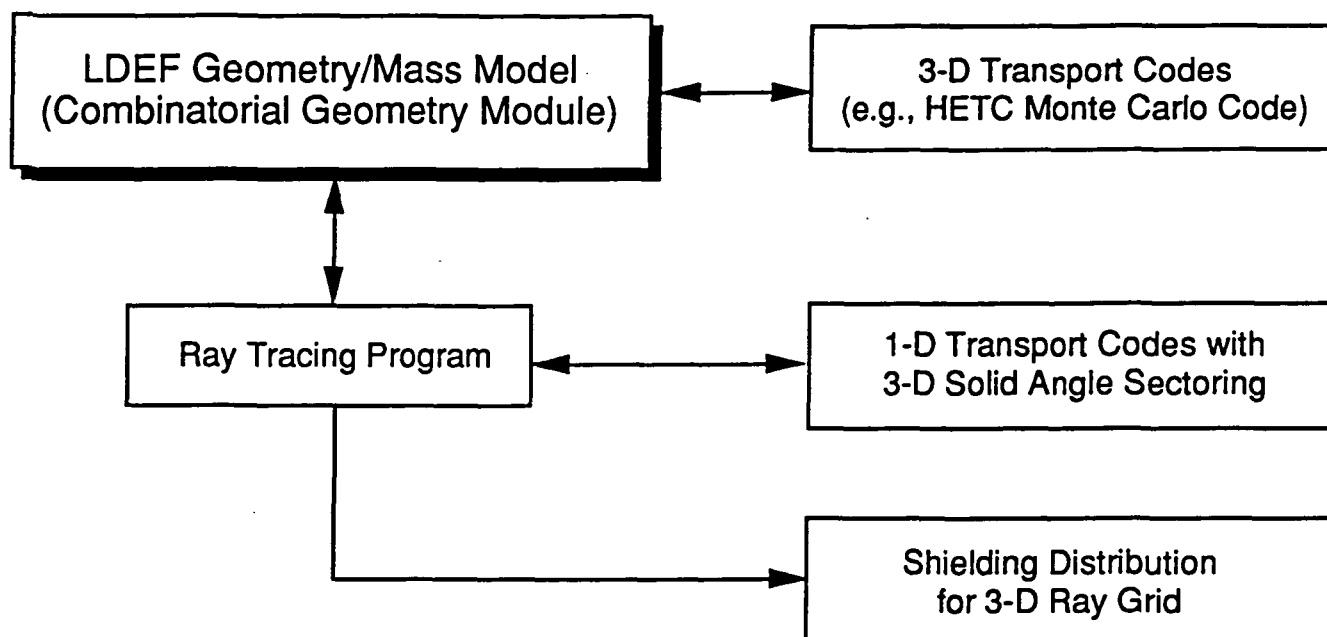 LDEF Geometry/Mass Model
(Combinatorial Geometry Module)
3-D Transport Codes
(e.g., HETC Monte Carlo Code)
Ray Tracing Program
1-D Transport Codes with
3-D Solid Angle Sectoring
Shielding Distribution
for 3-D Ray Grid